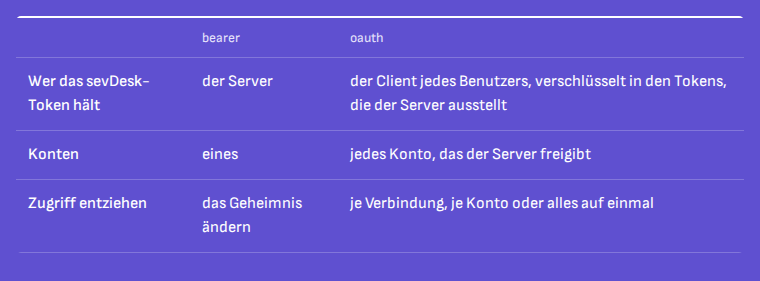 bearer oauth
Wer das sevDesk- der Server der Client jedes Benutzers, verschlüsselt in den Tokens,
Token hält die der Server ausstellt
Konten eines jedes Konto, das der Server freigibt
Zugriff entziehen das Geheimnis je Verbindung, je Konto oder alles auf einmal
ändern